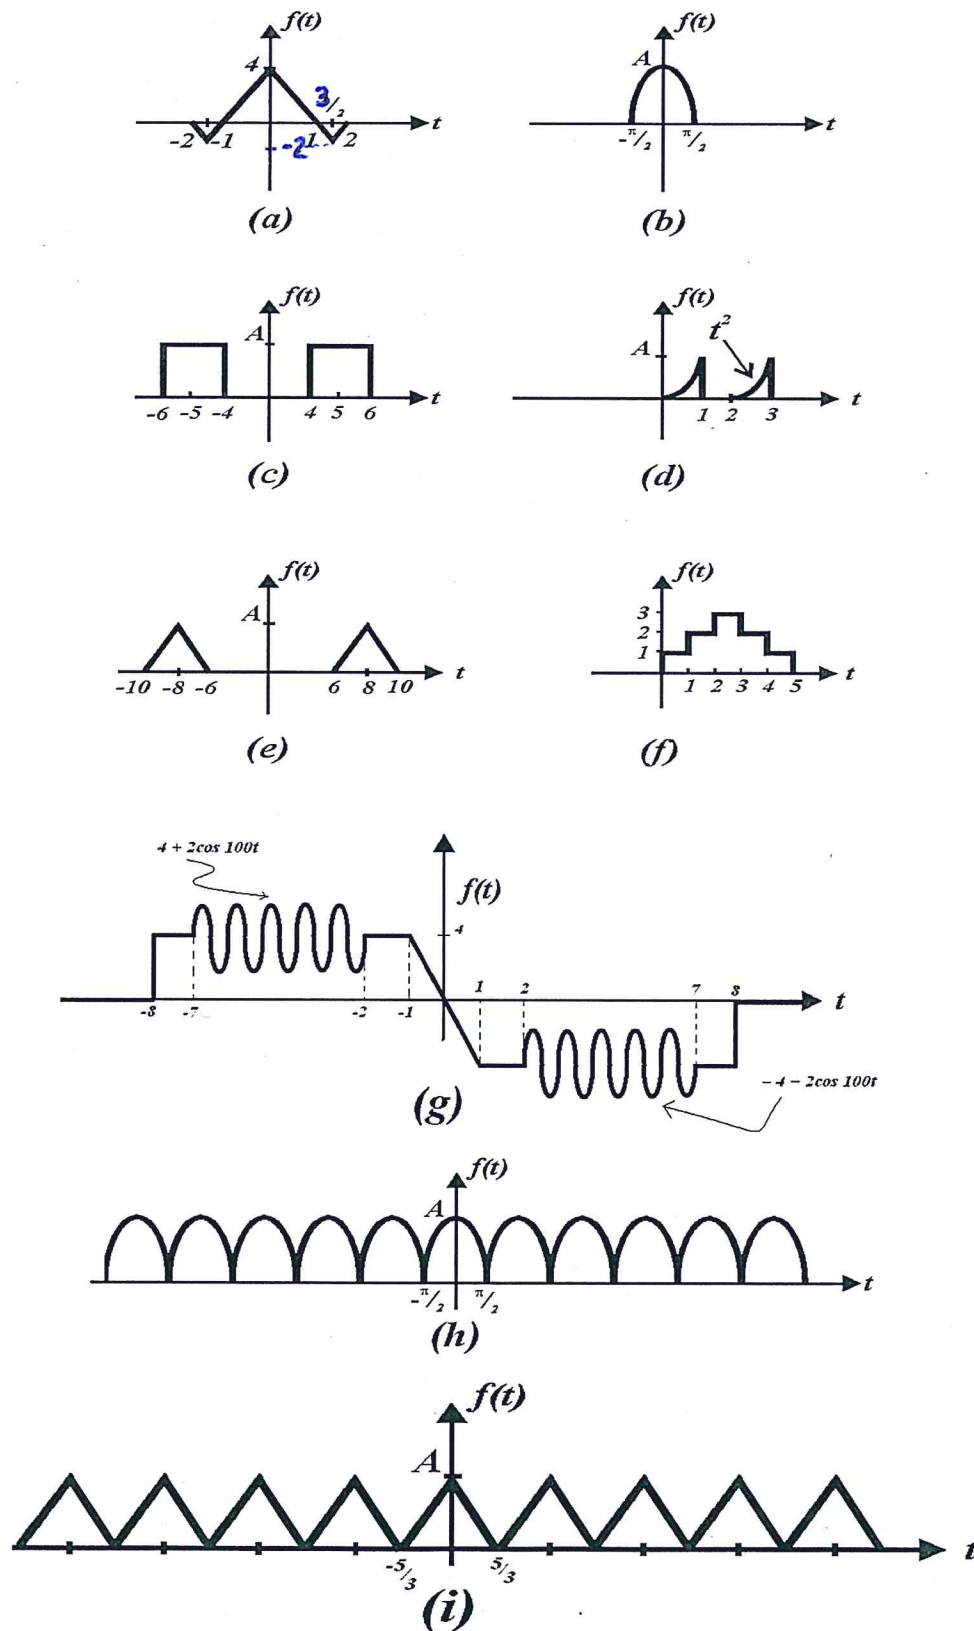 f(t) f(t)
4 A
3/2
-2 -1 1 2 t -π/2 π/2 t
-2
(a) (b)
f(t) f(t)
A A t²
-6 -5 -4 4 5 6 t 1 2 3 t
(c) (d)
f(t) f(t)
A 3
2
1
-10 -8 -6 6 8 10 t 1 2 3 4 5 t
(e) (f)
4 + 2cos 100t
f(t)
4
-8 -7 -2 -1 1 2 7 8 t
(g) - 4 - 2cos 100t
f(t)
A
-π/2 π/2 t
(h)
f(t)
A
-5/3 5/3 t
(i)